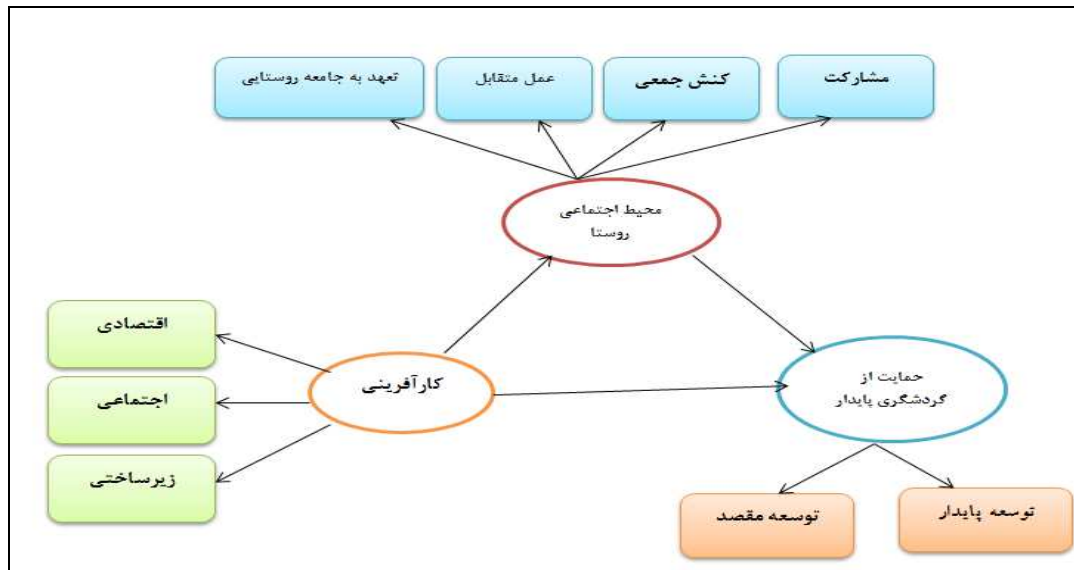 مشارکت
کنش جمعی
عمل متقابل
تعهد به جامعه روستایی
محیط اجتماعی
روستا
اقتصادی
اجتماعی
زیرساختی
کارآفرینی
حمایت از
گردشگری پایدار
توسعه پایدار
توسعه مقصد